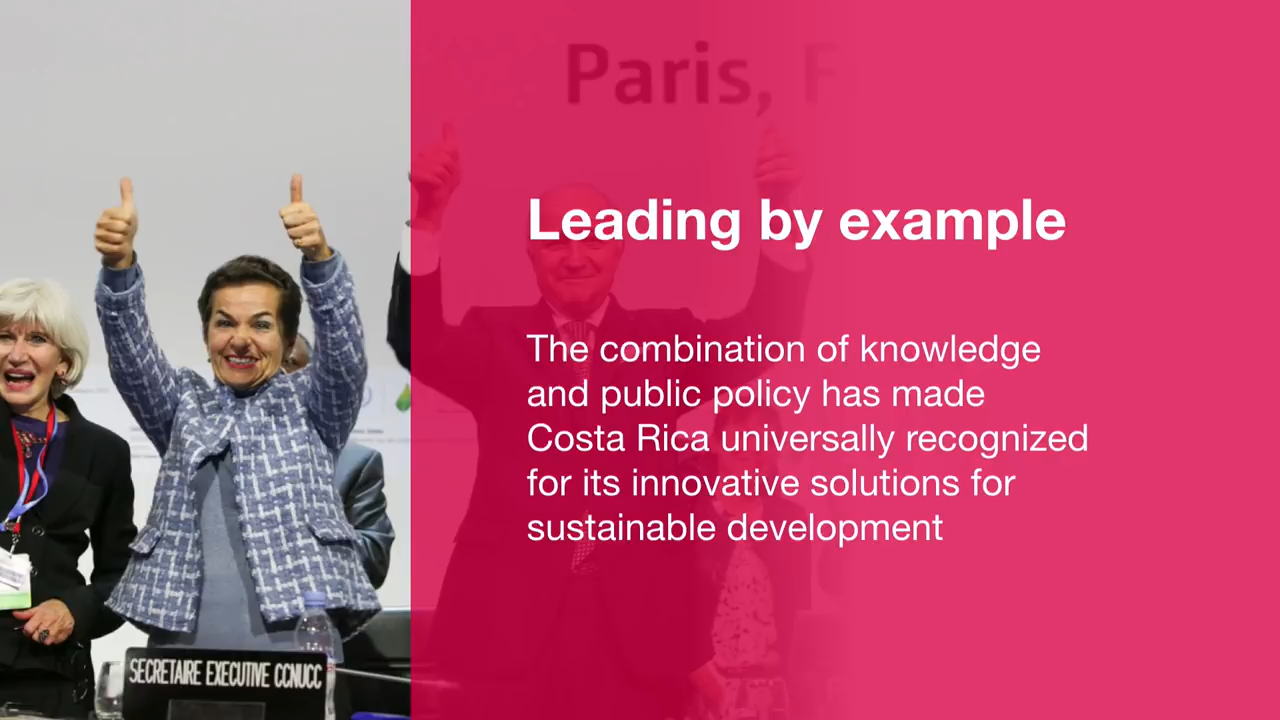 Paris, F
Leading by example
The combination of knowledge
and public policy has made
Costa Rica universally recognized
for its innovative solutions for
sustainable development
SECRETAIRE EXECUTIVE CCNUCC